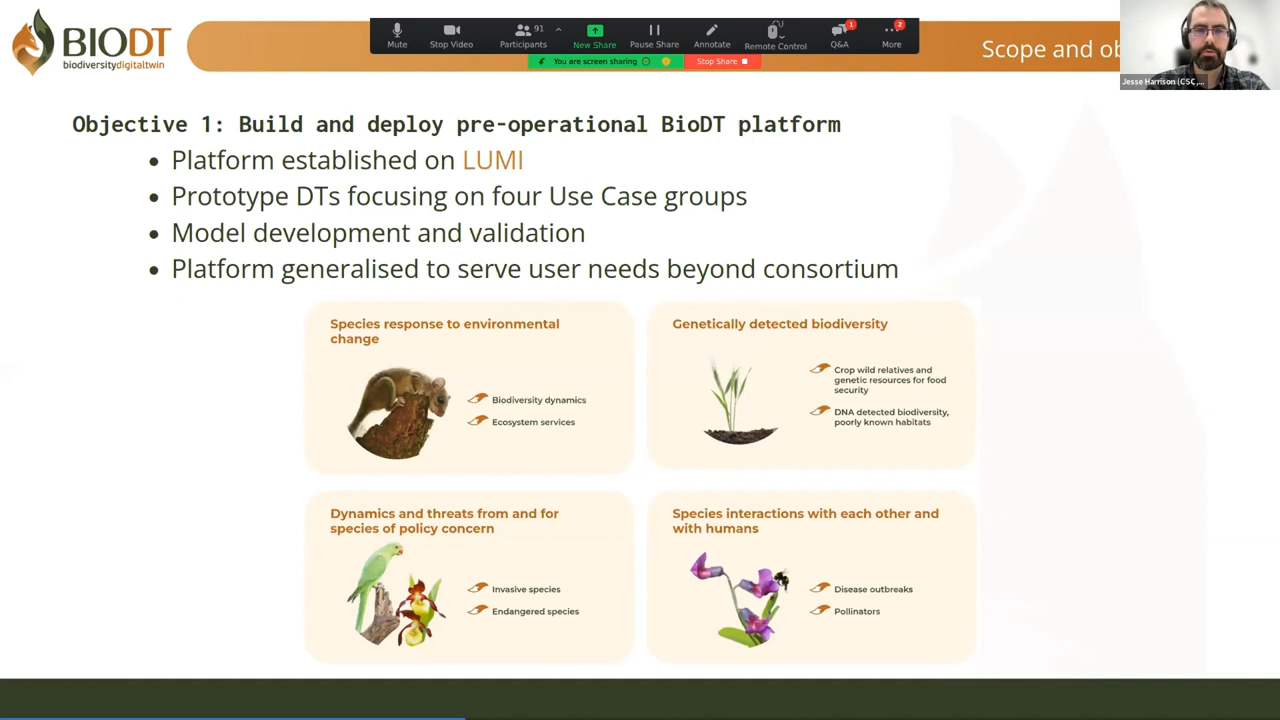 BIODT
biodiversitydigitaltwin
Mute
Stop Video
91
Participants
New Share
Pause Share
Annotate
Remote Control
1
Q&A
2
More
You are screen sharing
Stop Share
Scope and ob
Jesse Harrison (CSC,...
Objective 1: Build and deploy pre-operational BioDT platform
• Platform established on LUMI
• Prototype DTs focusing on four Use Case groups
• Model development and validation
• Platform generalised to serve user needs beyond consortium
Species response to environmental
change
Biodiversity dynamics
Ecosystem services
Genetically detected biodiversity
Crop wild relatives and
genetic resources for food
security
DNA detected biodiversity,
poorly known habitats
Dynamics and threats from and for
species of policy concern
Invasive species
Endangered species
Species interactions with each other and
with humans
Disease outbreaks
Pollinators